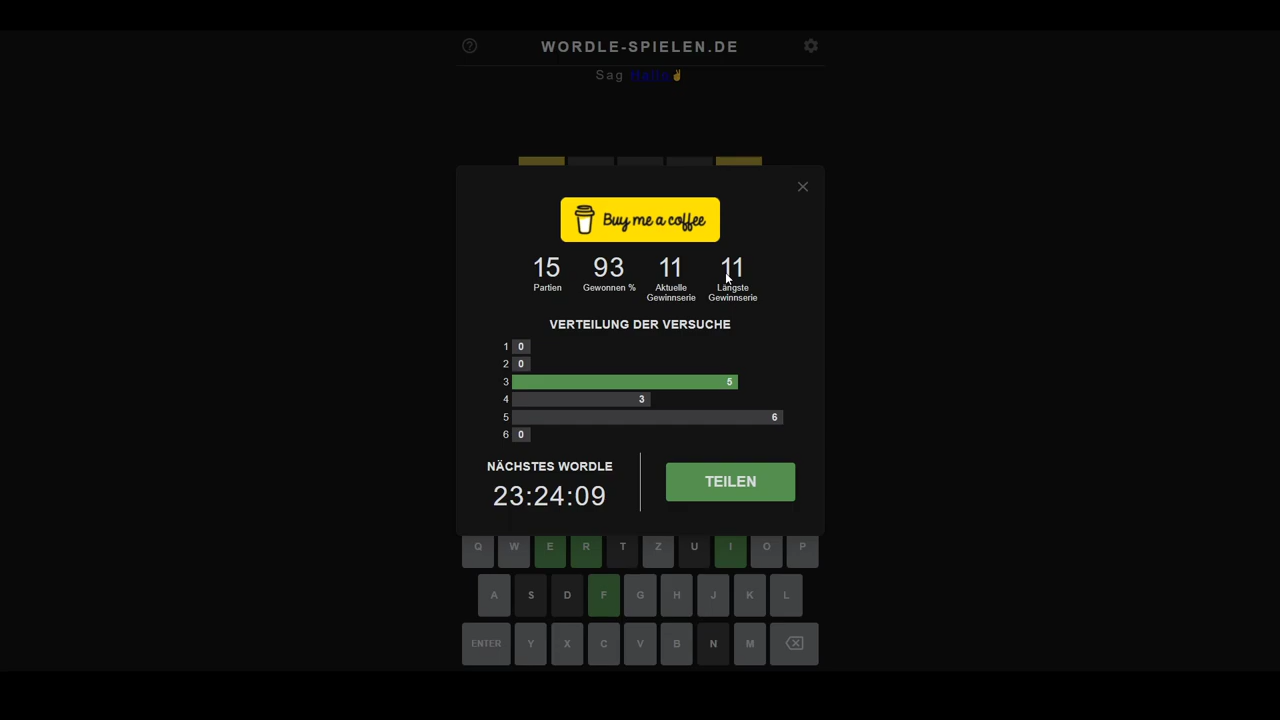 WORDLE-SPIELEN.DE
Sag Hallo✌
Buy me a coffee
15 93 11 11
Partien Gewonnen % Aktuelle Gewinnserie Längste Gewinnserie
VERTEILUNG DER VERSUCHE
1 0
2 0
3 5
4 3
5 6
6 0
NÄCHSTES WORDLE
23:24:09
TEILEN
Q W E R T Z U I O P
A S D F G H J K L
ENTER Y X C V B N M